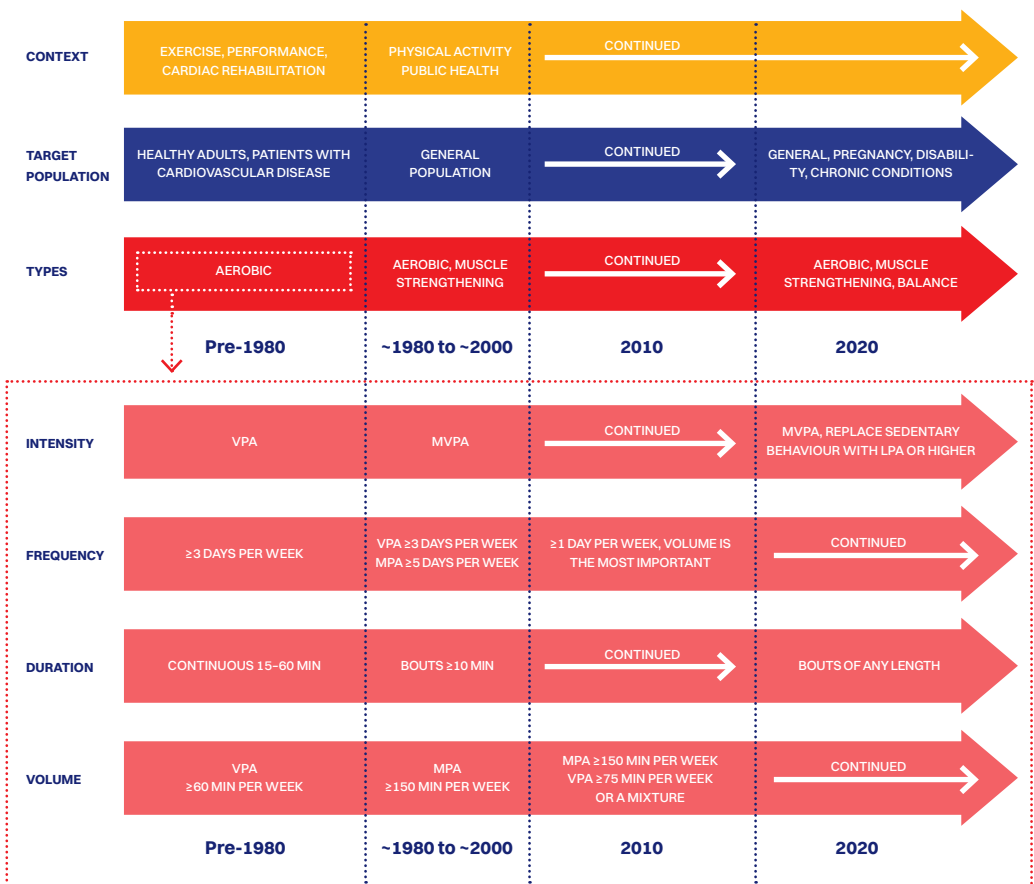 CONTEXT
EXERCISE, PERFORMANCE,
CARDIAC REHABILITATION
PHYSICAL ACTIVITY
PUBLIC HEALTH
CONTINUED
TARGET
POPULATION
HEALTHY ADULTS, PATIENTS WITH
CARDIOVASCULAR DISEASE
GENERAL
POPULATION
CONTINUED
GENERAL, PREGNANCY, DISABILI-
TY, CHRONIC CONDITIONS
TYPES
AEROBIC
AEROBIC, MUSCLE
STRENGTHENING
CONTINUED
AEROBIC, MUSCLE
STRENGTHENING, BALANCE
Pre-1980
~1980 to ~2000
2010
2020
INTENSITY
VPA
MVPA
CONTINUED
MVPA, REPLACE SEDENTARY
BEHAVIOUR WITH LPA OR HIGHER
FREQUENCY
≥3 DAYS PER WEEK
VPA ≥3 DAYS PER WEEK
MPA ≥5 DAYS PER WEEK
≥1 DAY PER WEEK, VOLUME IS
THE MOST IMPORTANT
CONTINUED
DURATION
CONTINUOUS 15–60 MIN
BOUTS ≥10 MIN
CONTINUED
BOUTS OF ANY LENGTH
VOLUME
VPA
≥60 MIN PER WEEK
MPA
≥150 MIN PER WEEK
MPA ≥150 MIN PER WEEK
VPA ≥75 MIN PER WEEK
OR A MIXTURE
CONTINUED
Pre-1980
~1980 to ~2000
2010
2020